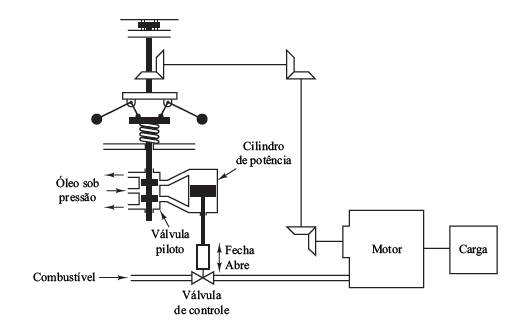 Cilindro
de potência
Óleo sob
pressão
Válvula
piloto
Fecha
Abre
Motor
Carga
Combustível
Válvula
de controle